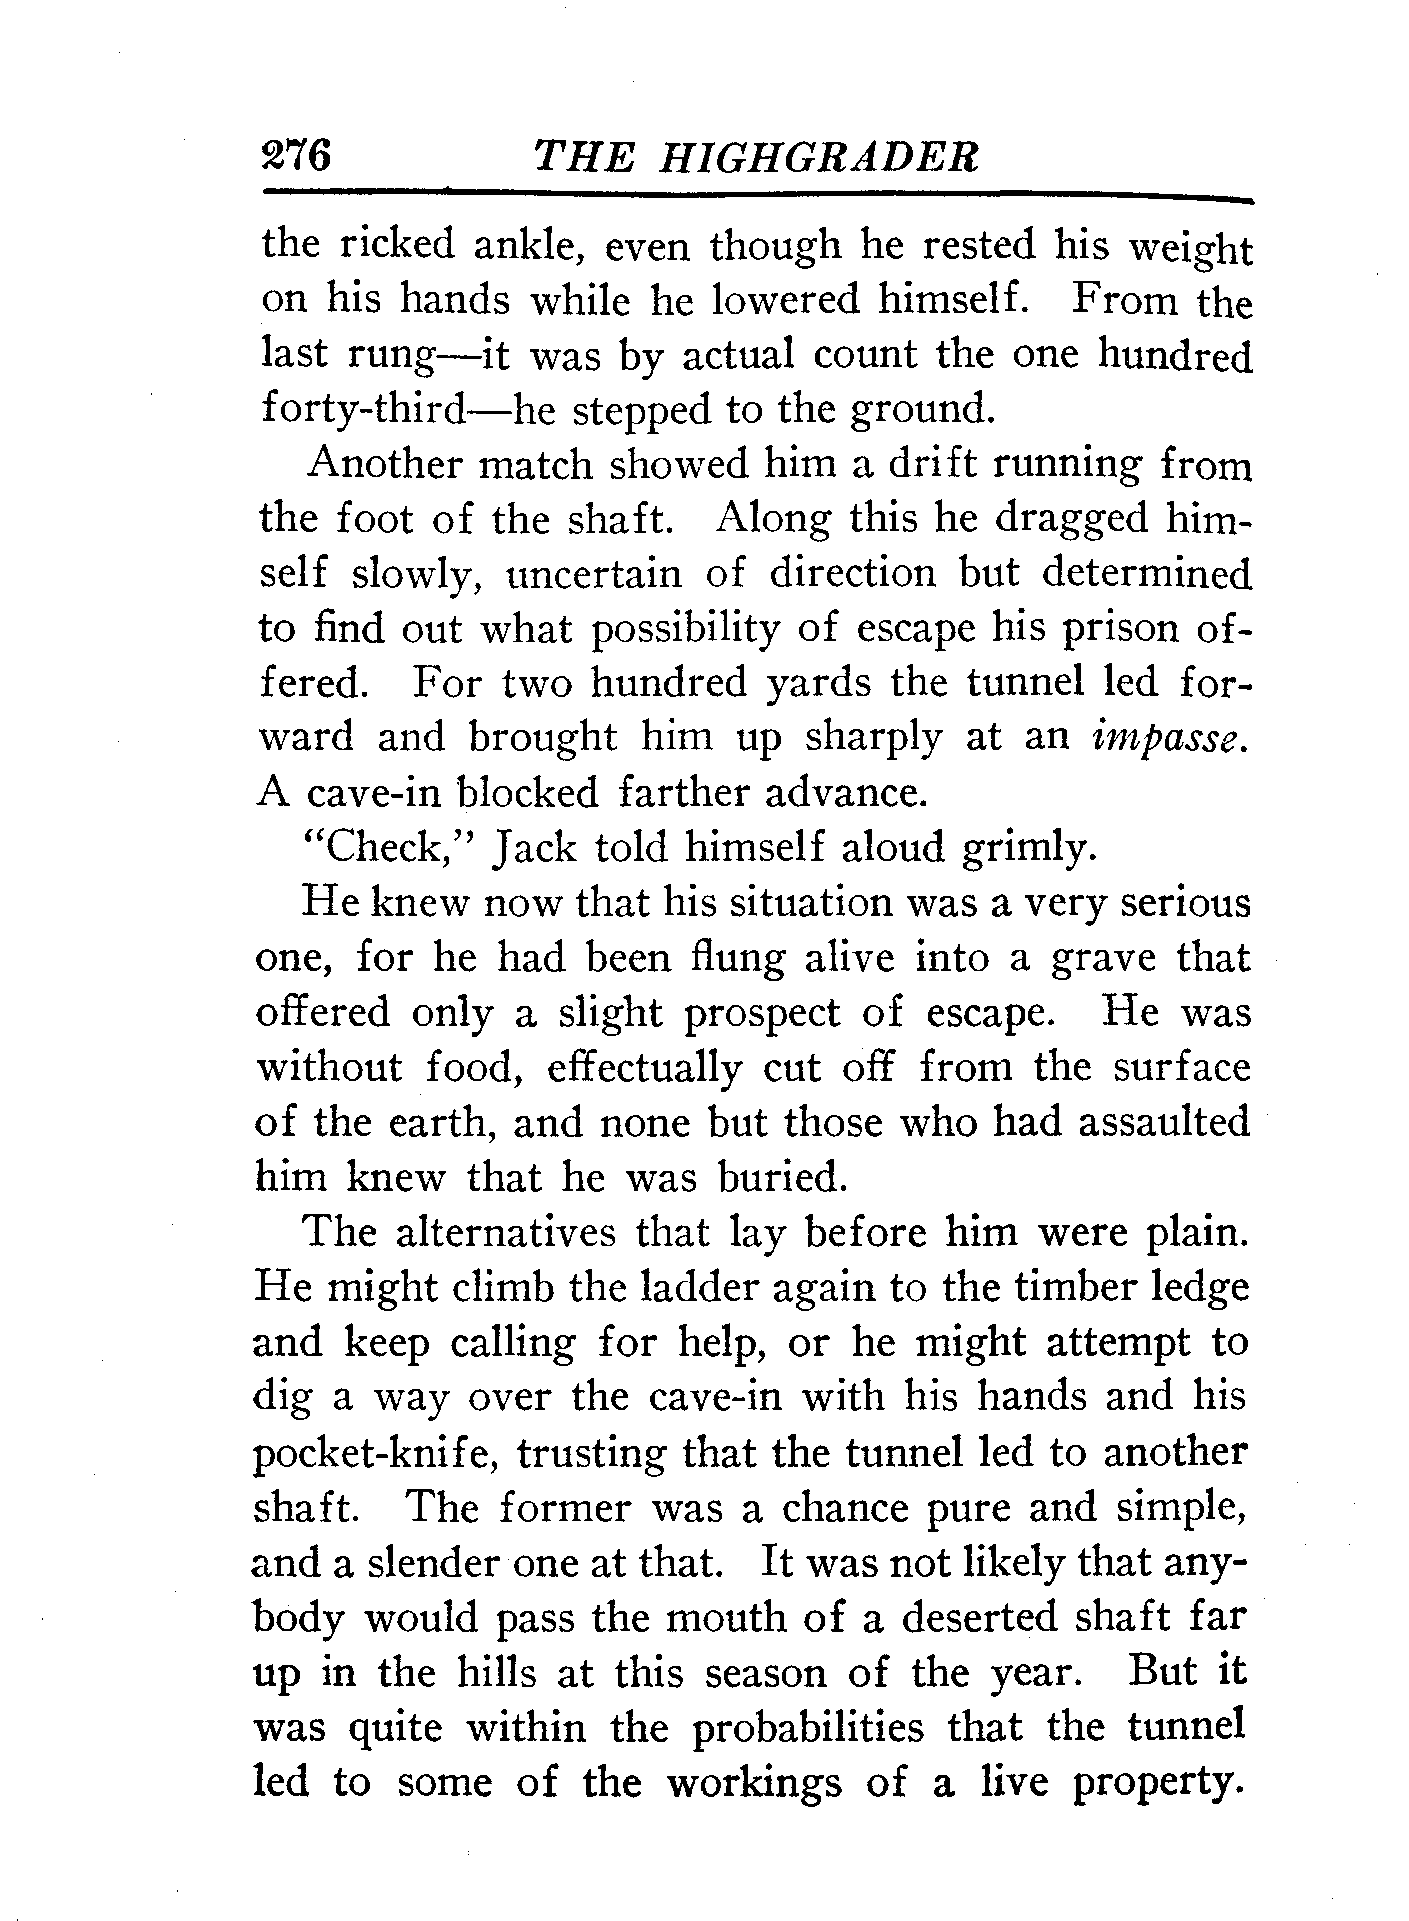 276 THE HIGHGRADER
the ricked ankle, even though he rested his weight
on his hands while he lowered himself. From the
last rung—it was by actual count the one hundred
forty-third—he stepped to the ground.
Another match showed him a drift running from
the foot of the shaft. Along this he dragged him-
self slowly, uncertain of direction but determined
to find out what possibility of escape his prison of-
fered. For two hundred yards the tunnel led for-
ward and brought him up sharply at an impasse.
A cave-in blocked farther advance.
"Check," Jack told himself aloud grimly.
He knew now that his situation was a very serious
one, for he had been flung alive into a grave that
offered only a slight prospect of escape. He was
without food, effectually cut off from the surface
of the earth, and none but those who had assaulted
him knew that he was buried.
The alternatives that lay before him were plain.
He might climb the ladder again to the timber ledge
and keep calling for help, or he might attempt to
dig a way over the cave-in with his hands and his
pocket-knife, trusting that the tunnel led to another
shaft. The former was a chance pure and simple,
and a slender one at that. It was not likely that any-
body would pass the mouth of a deserted shaft far
up in the hills at this season of the year. But it
was quite within the probabilities that the tunnel
led to some of the workings of a live property.